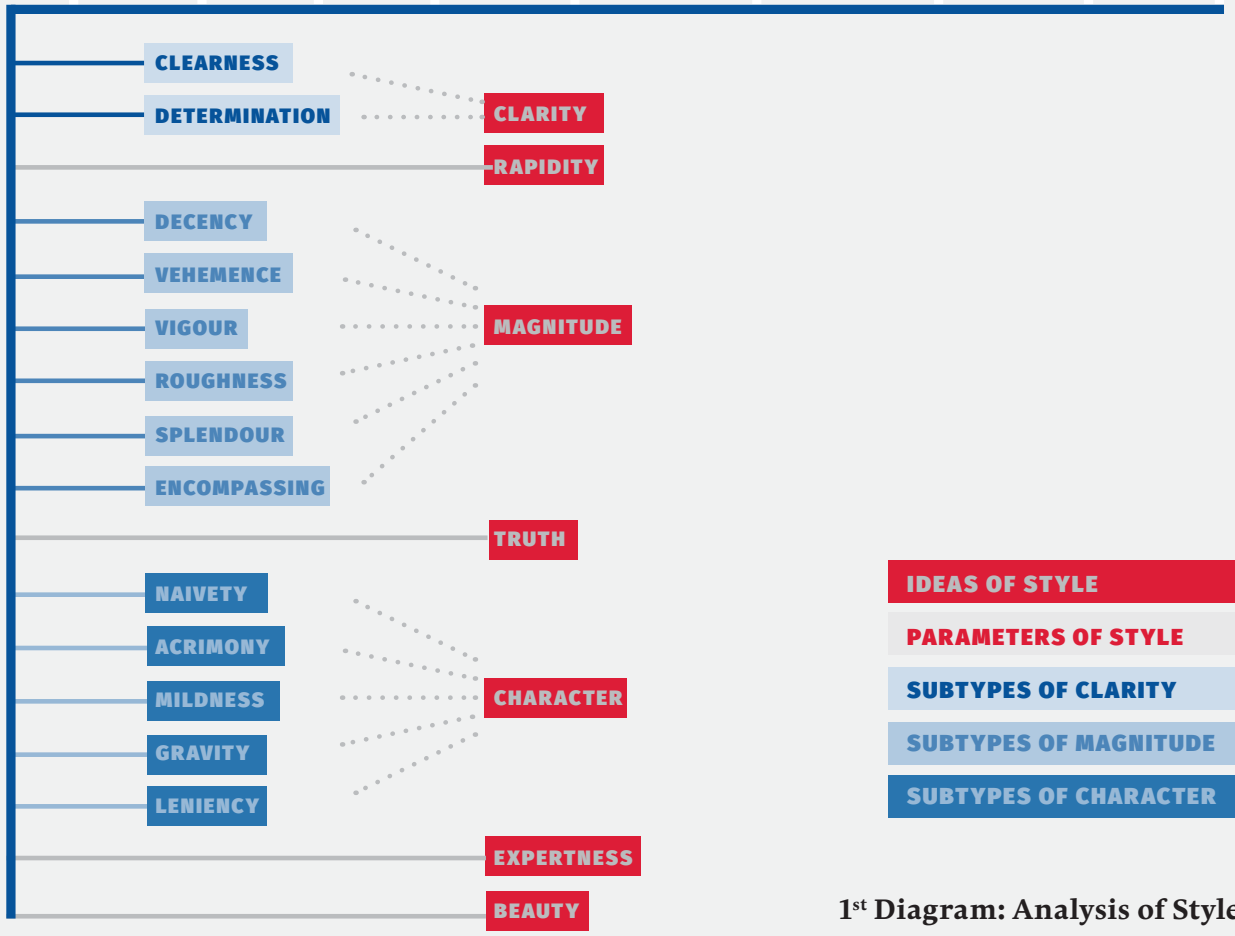 CLEARNESS
DETERMINATION
CLARITY
RAPIDITY
DECENCY
VEHEMENCE
VIGOUR
MAGNITUDE
ROUGHNESS
SPLENDOUR
ENCOMPASSING
TRUTH
NAIVETY
ACRIMONY
MILDNESS
CHARACTER
GRAVITY
LENIENCY
EXPERTNESS
BEAUTY
IDEAS OF STYLE
PARAMETERS OF STYLE
SUBTYPES OF CLARITY
SUBTYPES OF MAGNITUDE
SUBTYPES OF CHARACTER
1st Diagram: Analysis of Style